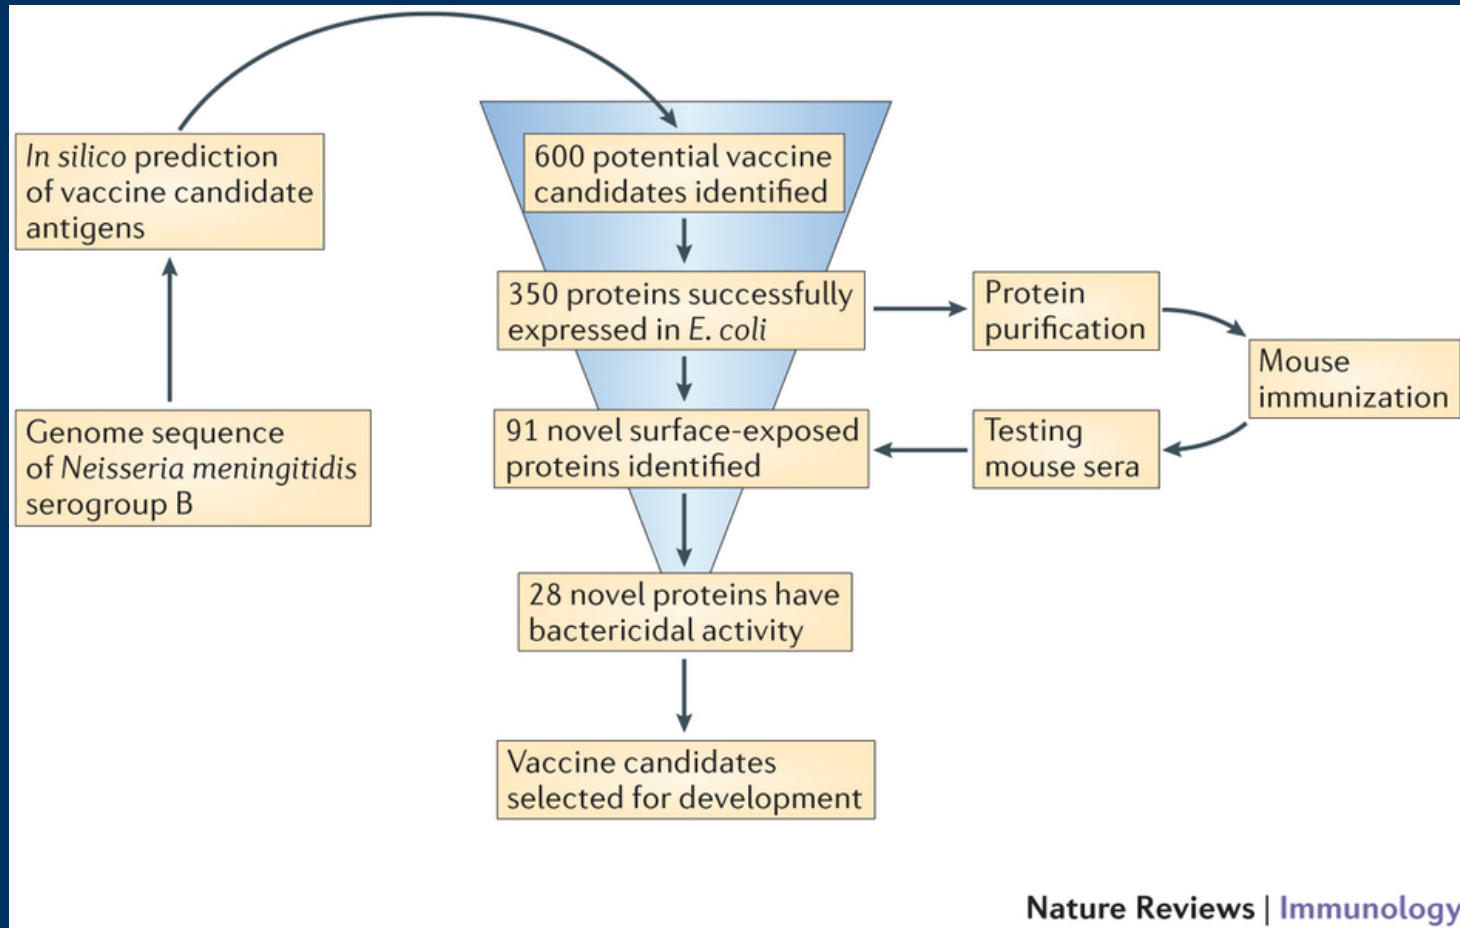 In silico prediction
of vaccine candidate
antigens
Genome sequence
of Neisseria meningitidis
serogroup B
600 potential vaccine
candidates identified
350 proteins successfully
expressed in E. coli
Protein
purification
Mouse
immunization
Testing
mouse sera
91 novel surface-exposed
proteins identified
28 novel proteins have
bactericidal activity
Vaccine candidates
selected for development
Nature Reviews | Immunology